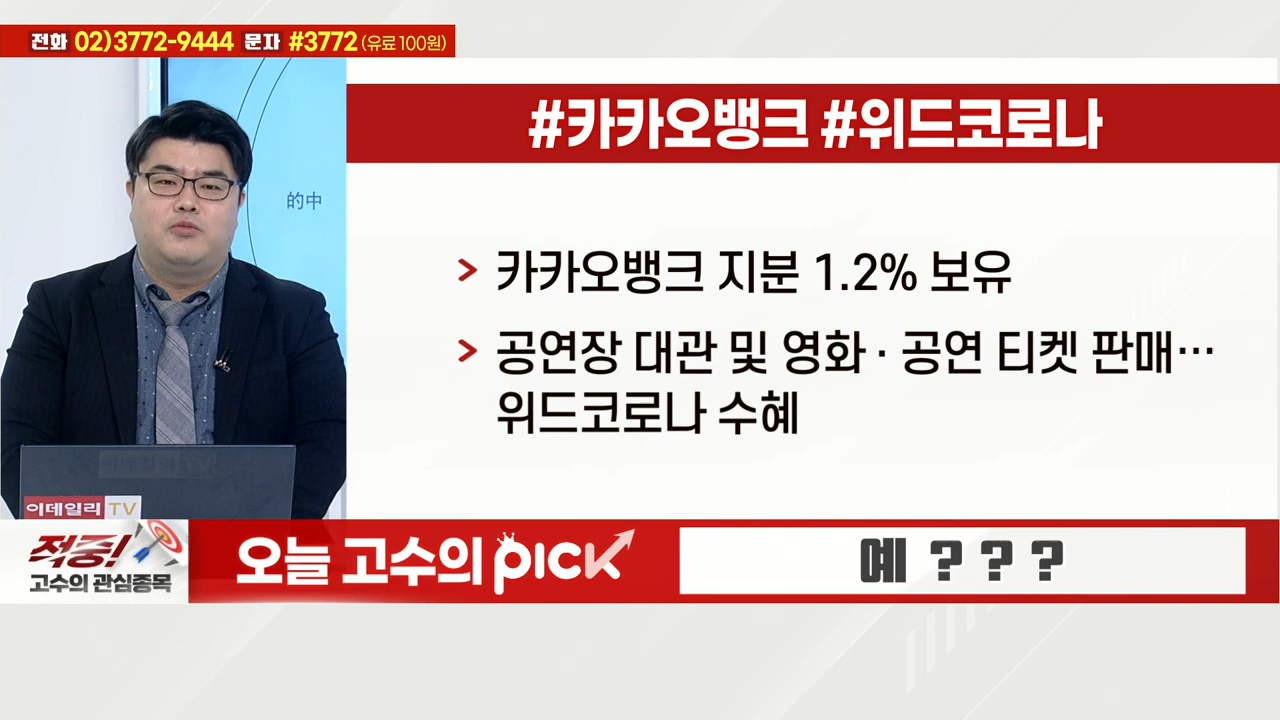 전화 02)3772-9444 문자 #3772 (유료 100원)
#카카오뱅크 #위드코로나
的中
> 카카오뱅크 지분 1.2% 보유
> 공연장 대관 및 영화·공연 티켓 판매…
위드코로나 수혜
이데일리 TV
적중!
고수의 관심종목
오늘 고수의 PICK
예 ? ? ?